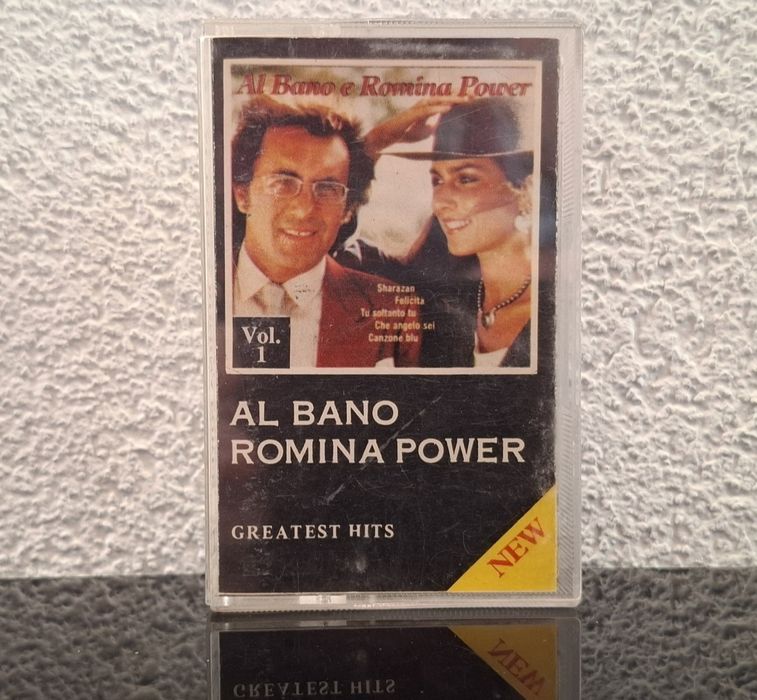 Al Bano e Romina Power
Sharazan
Felicita
Tu soltanto tu
Che angelo sei
Canzone blu
Vol.
1
AL BANO
ROMINA POWER
GREATEST HITS
NEW